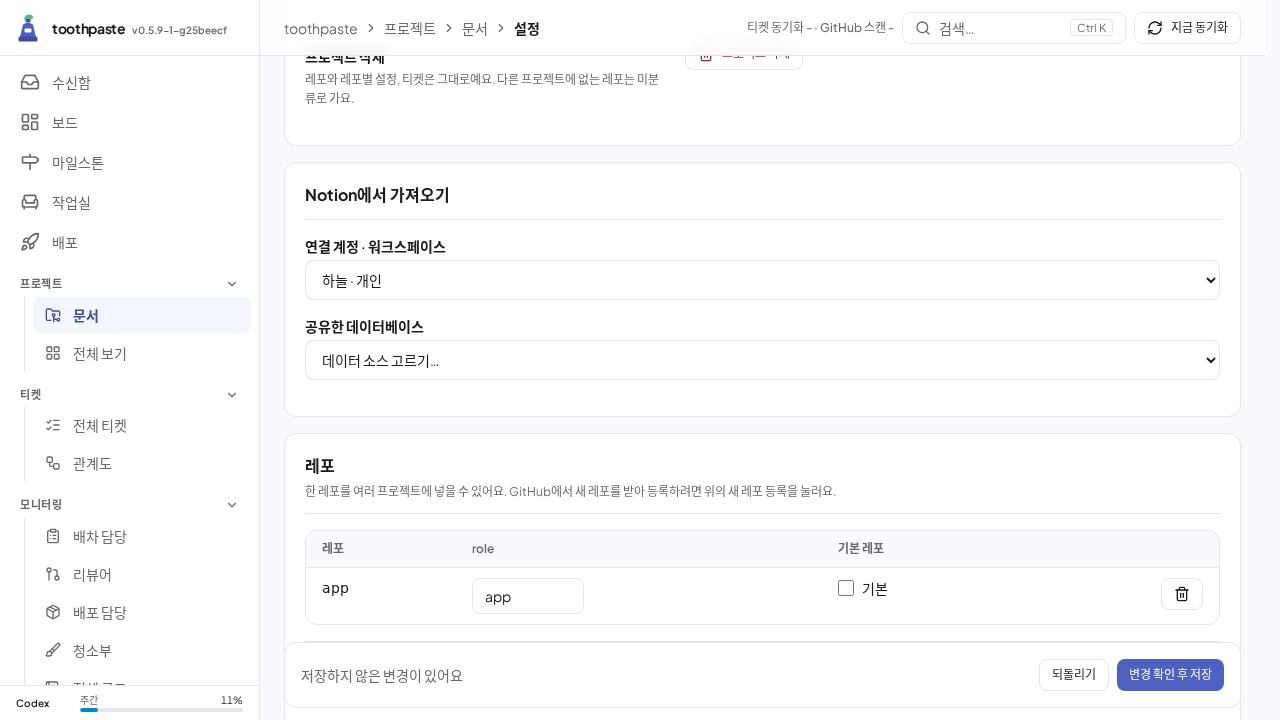 toothpaste v0.5.9-1-g25beecf
toothpaste > 프로젝트 > 문서 > 설정
티켓 동기화 - · GitHub 스캔 -
검색...
Ctrl K
지금 동기화
수신함
보드
마일스톤
작업실
배포
프로젝트
문서
전체 보기
티켓
전체 티켓
관계도
모니터링
배차 담당
리뷰어
배포 담당
청소부
Codex
주간
11%
프로젝트 삭제
레포와 레포별 설정, 티켓은 그대로예요. 다른 프로젝트에 없는 레포는 미분
류로 가요.
Notion에서 가져오기
연결 계정 · 워크스페이스
하늘 · 개인
공유한 데이터베이스
데이터 소스 고르기...
레포
한 레포를 여러 프로젝트에 넣을 수 있어요. GitHub에서 새 레포를 받아 등록하려면 위의 새 레포 등록을 눌러요.
레포 role 기본 레포
app app 기본
저장하지 않은 변경이 있어요
되돌리기
변경 확인 후 저장